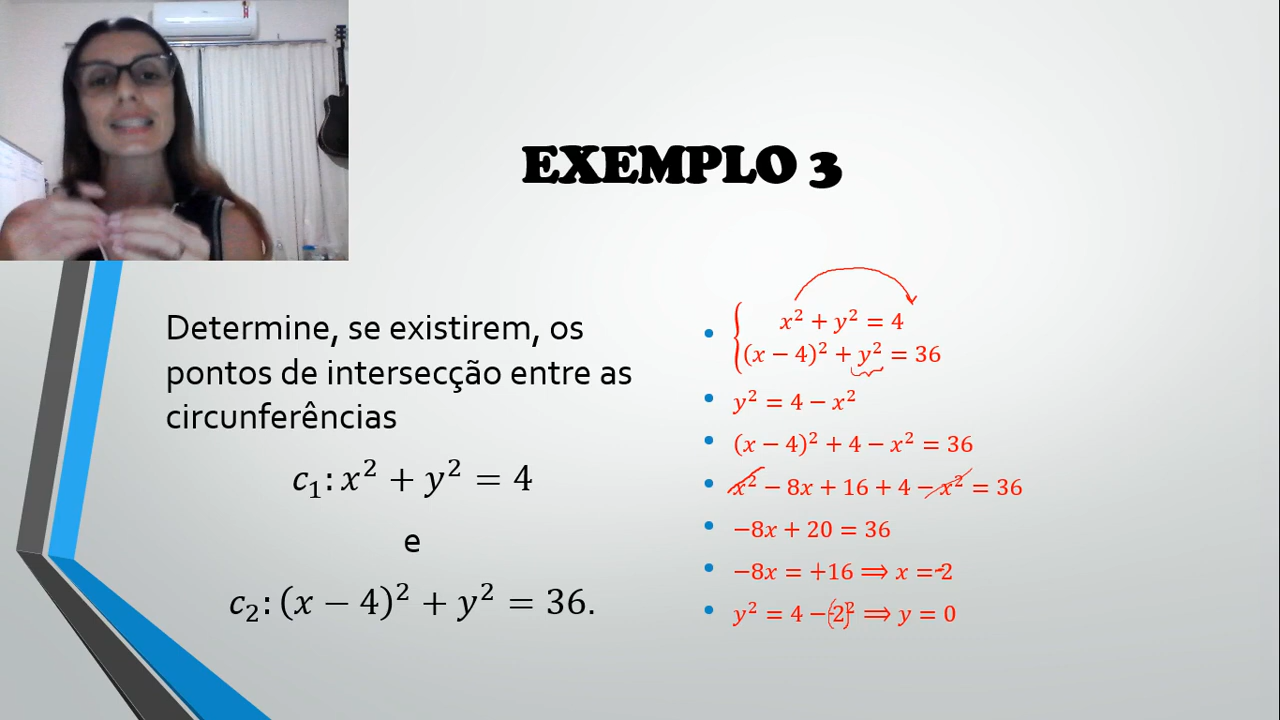 EXEMPLO 3
Determine, se existirem, os
pontos de intersecção entre as
circunferências
c₁: x² + y² = 4
e
c₂: (x − 4)² + y² = 36.
x² + y² = 4
(x − 4)² + y² = 36
y² = 4 − x²
(x − 4)² + 4 − x² = 36
x² − 8x + 16 + 4 − x² = 36
−8x + 20 = 36
−8x = +16 ⟹ x = -2
y² = 4 − (-2)² ⟹ y = 0